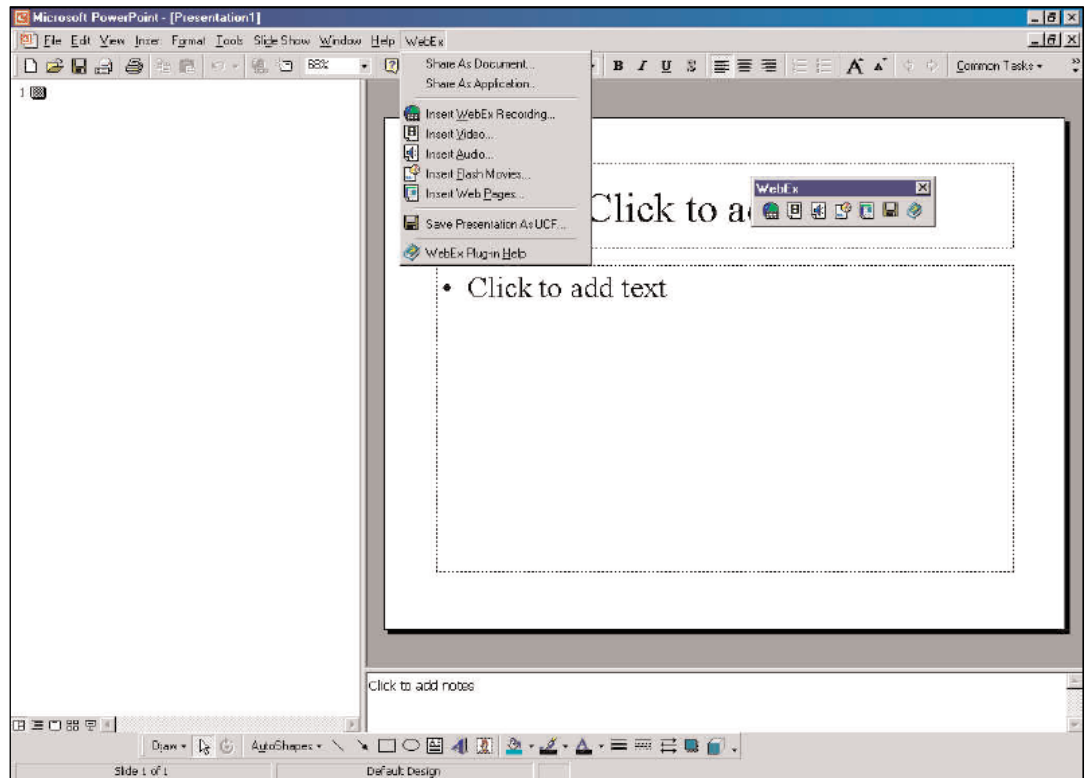 Microsoft PowerPoint - [Presentation1]
File Edit View Insert Format Tools Slide Show Window Help WebEx
68%
B I U S
A A
Common Tasks
1
Share As Document...
Share As Application...
Insert WebEx Recording...
Insert Video...
Insert Audio...
Insert Flash Movies...
Insert Web Pages...
Save Presentation As UCF...
WebEx Plug-in Help
WebEx
Click to a
• Click to add text
Click to add notes
Draw AutoShapes
Slide 1 of 1 Default Design